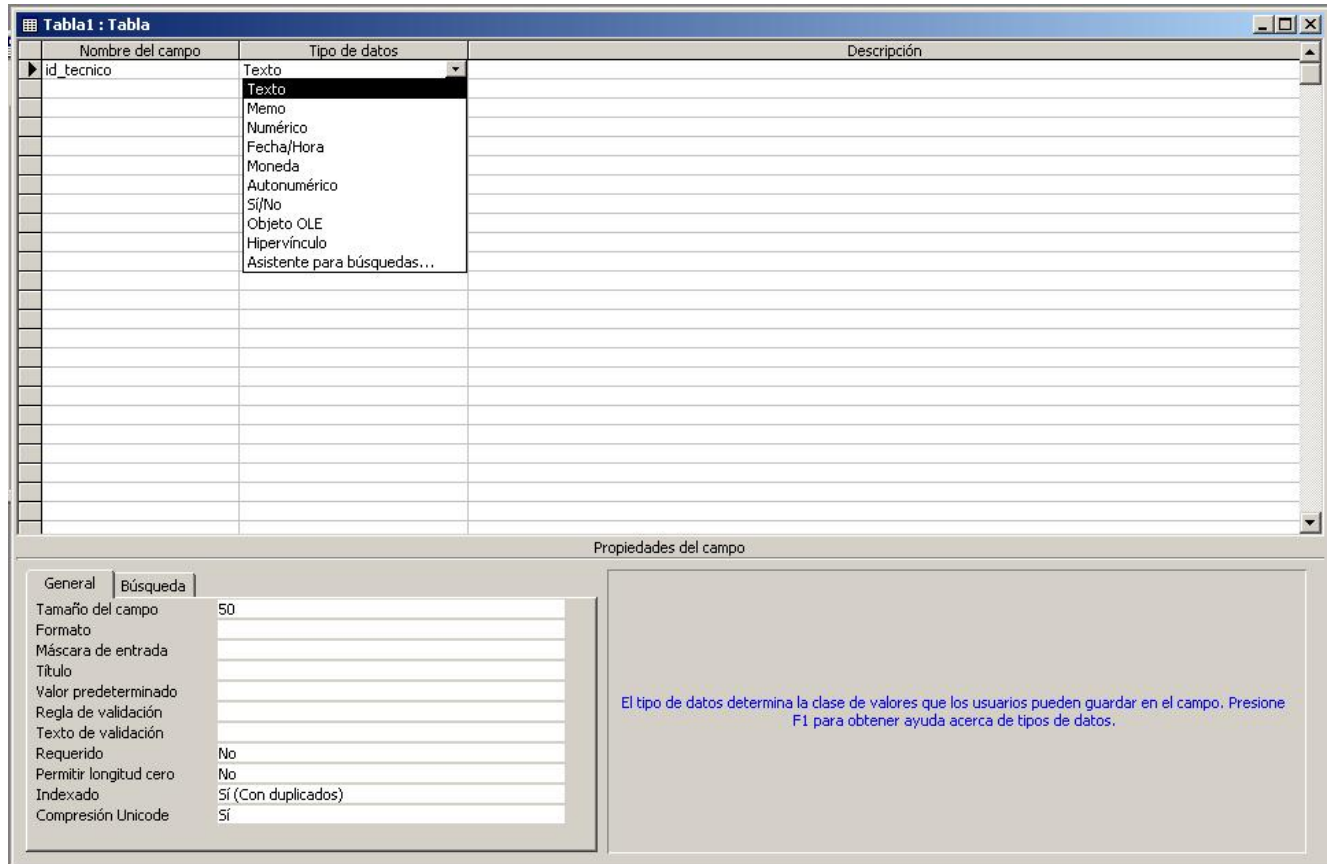 Tabla1 : Tabla
Nombre del campo Tipo de datos Descripción
id_tecnico Texto
Texto
Memo
Numérico
Fecha/Hora
Moneda
Autonumérico
Sí/No
Objeto OLE
Hipervínculo
Asistente para búsquedas...
Propiedades del campo
General Búsqueda
Tamaño del campo 50
Formato
Máscara de entrada
Título
Valor predeterminado
Regla de validación
Texto de validación
Requerido No
Permitir longitud cero No
Indexado Sí (Con duplicados)
Compresión Unicode Sí
El tipo de datos determina la clase de valores que los usuarios pueden guardar en el campo. Presione
F1 para obtener ayuda acerca de tipos de datos.